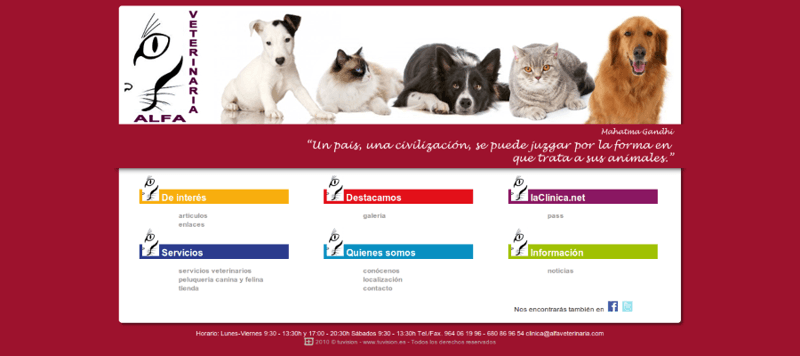 VETERINARIA
ALFA
Mahatma Gandhi
“Un país, una civilización, se puede juzgar por la forma en
que trata a sus animales.”
De interés
artículos
enlaces
Destacamos
galería
laClinica.net
pass
Servicios
servicios veterinarios
peluquería canina y felina
tienda
Quienes somos
conócenos
localización
contacto
Información
noticias
Nos encontrarás también en
Horario: Lunes-Viernes 9:30 - 13:30h y 17:00 - 20:30h Sábados 9:30 - 13:30h Tel./Fax. 964 06 19 96 - 680 86 96 54 clinica@alfaveterinaria.com
2010 © tuvision - www.tuvision.es - Todos los derechos reservados